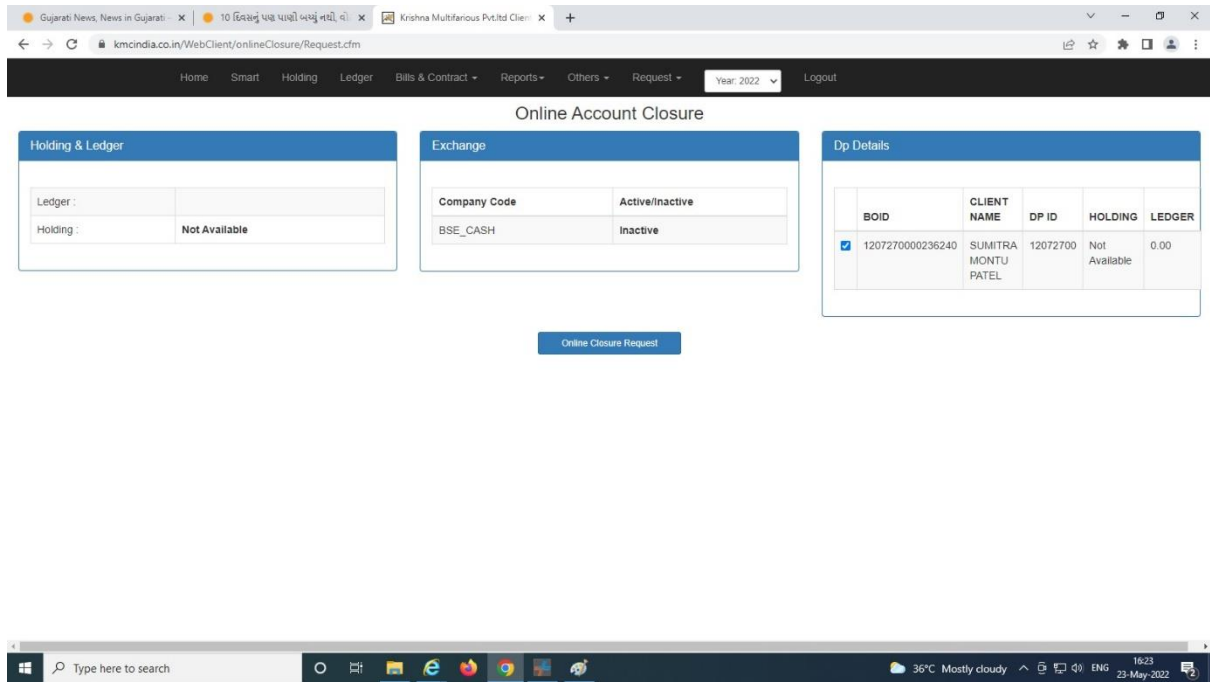 Gujarati News, News in Gujarati -
10 દિવસનું પણ પાણી બચ્યું નથી, વો
Krishna Multifarious Pvt.ltd Clien
kmcindia.co.in/WebClient/onlineClosure/Request.cfm
Home Smart Holding Ledger Bills & Contract Reports Others Request Year: 2022 Logout
Online Account Closure
Holding & Ledger
Ledger :
Holding : Not Available
Exchange
Company Code Active/Inactive
BSE_CASH Inactive
Dp Details
BOID CLIENT NAME DP ID HOLDING LEDGER
1207270000236240 SUMITRA MONTU PATEL 12072700 Not Available 0.00
Online Closure Request
Type here to search
36°C Mostly cloudy ENG
16:23
23-May-2022
2